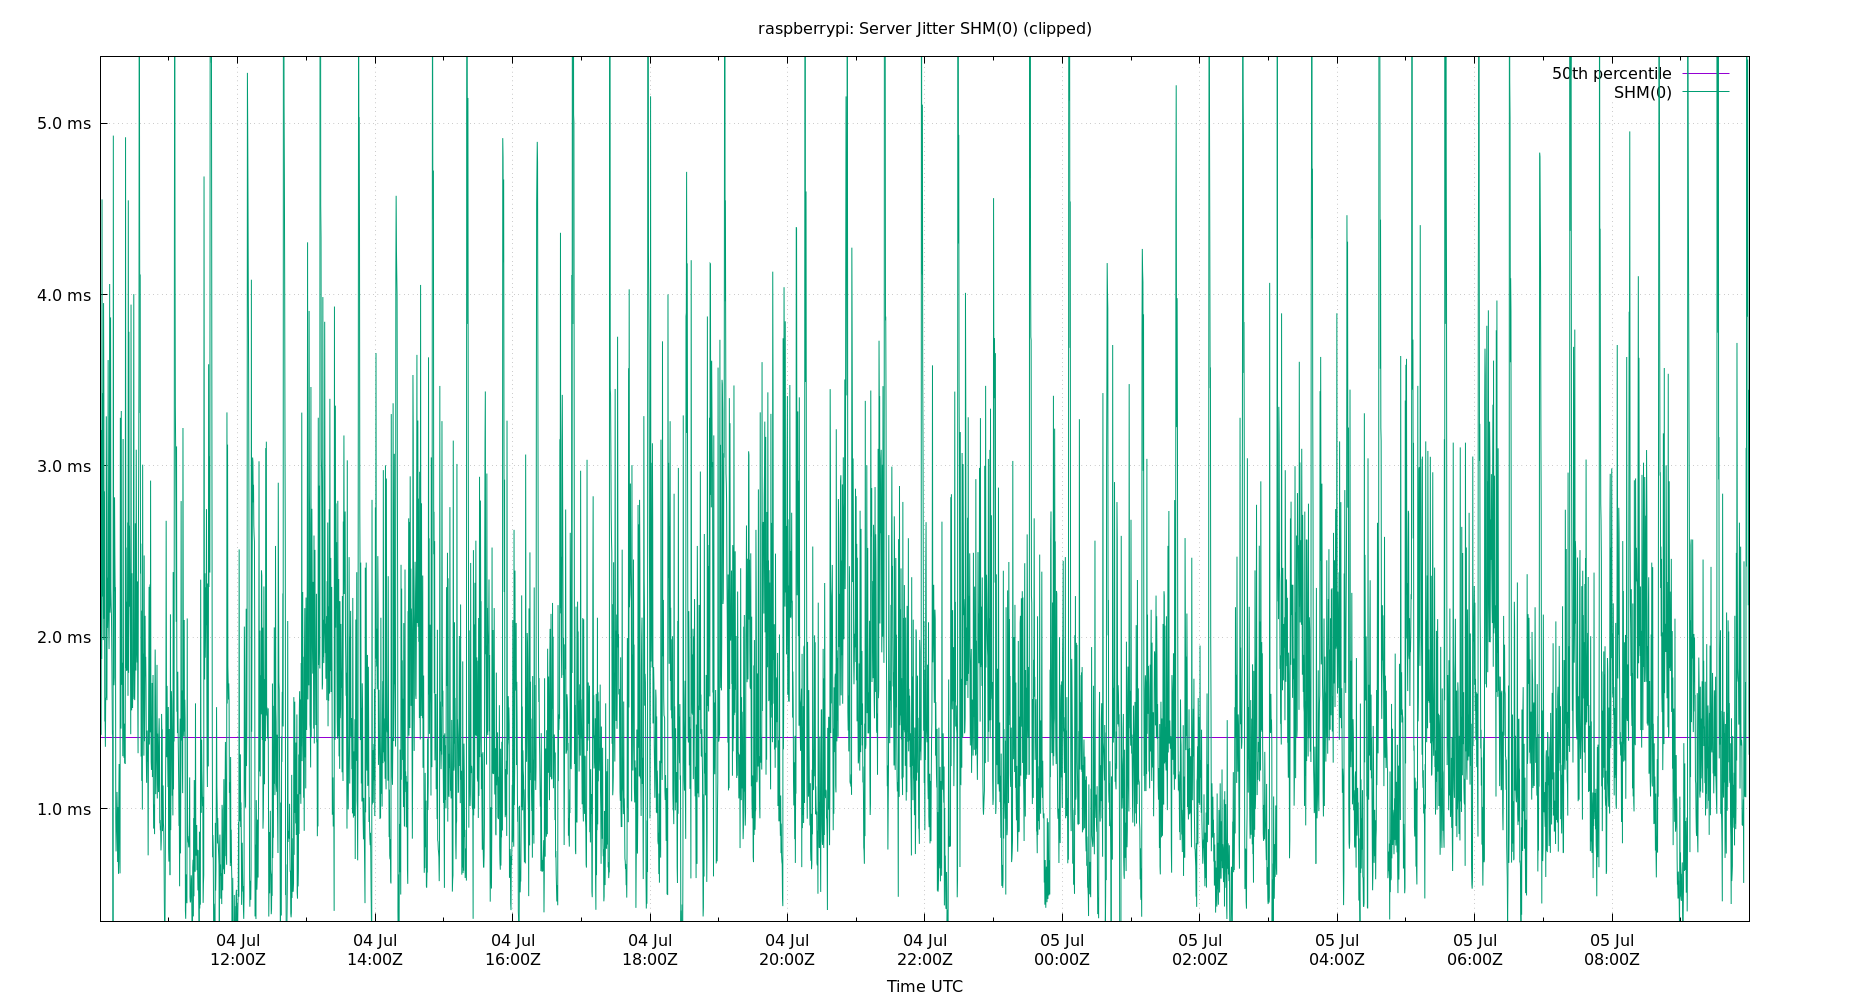 raspberrypi: Server Jitter SHM(0) (clipped)
50th percentile
SHM(0)
5.0 ms
4.0 ms
3.0 ms
2.0 ms
1.0 ms
04 Jul 04 Jul 04 Jul 04 Jul 04 Jul 04 Jul 05 Jul 05 Jul 05 Jul 05 Jul 05 Jul
12:00Z 14:00Z 16:00Z 18:00Z 20:00Z 22:00Z 00:00Z 02:00Z 04:00Z 06:00Z 08:00Z
Time UTC